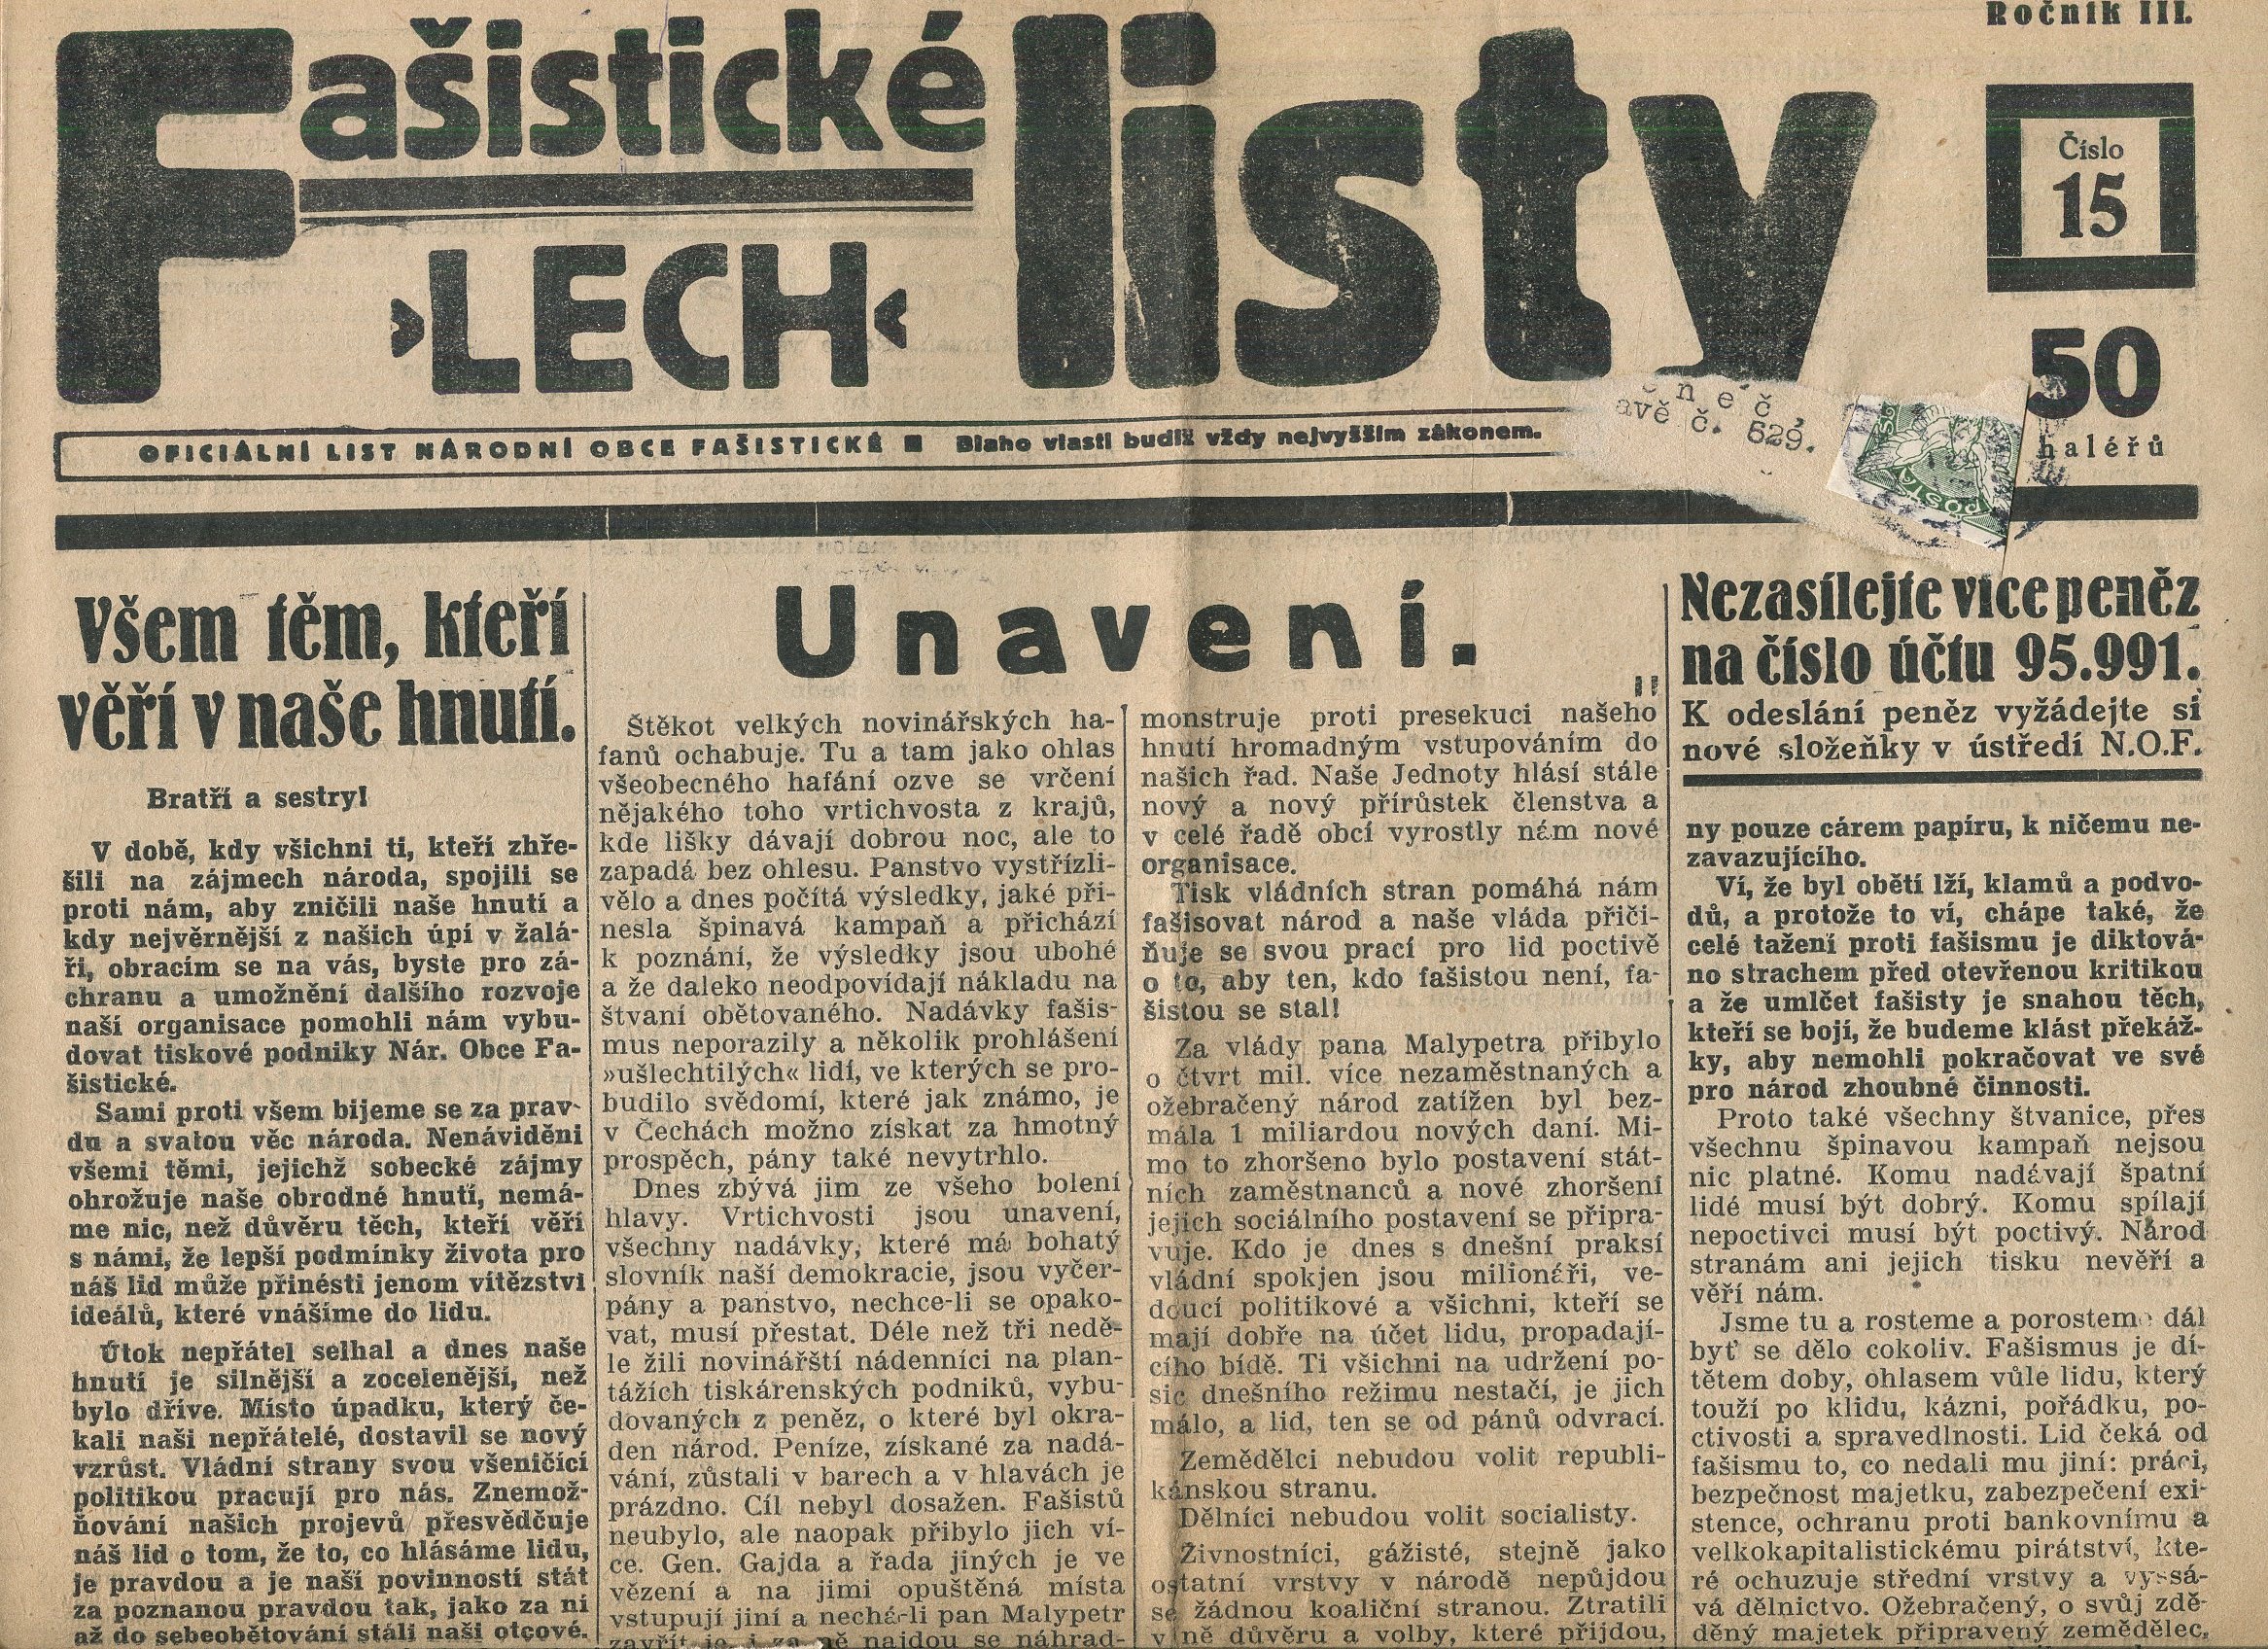 Ročník III.
Fašistické listy
›LECH‹
Číslo
15
50
haléřů
OFICIÁLNÍ LIST NÁRODNÍ OBCE FAŠISTICKÉ ■ Blaho vlasti budiž vždy nejvyšším zákonem.
neč,
avě č. 529.
POŠTA
Všem těm, kteří
věří v naše hnutí.
Bratří a sestry!
V době, kdy všichni ti, kteří zhře-
šili na zájmech národa, spojili se
proti nám, aby zničili naše hnutí a
kdy nejvěrnější z našich úpí v žalá-
ři, obracím se na vás, byste pro zá-
chranu a umožnění dalšího rozvoje
naší organisace pomohli nám vybu-
dovat tiskové podniky Nár. Obce Fa-
šistické.
Sami proti všem bijeme se za prav-
du a svatou věc národa. Nenáviděni
všemi těmi, jejichž sobecké zájmy
ohrožuje naše obrodné hnutí, nemá-
me nic, než důvěru těch, kteří věří
s námi, že lepší podmínky života pro
náš lid může přinésti jenom vítězství
ideálů, které vnášíme do lidu.
Útok nepřátel selhal a dnes naše
hnutí je silnější a zocelenější, než
bylo dříve. Místo úpadku, který če-
kali naši nepřátelé, dostavil se nový
vzrůst. Vládní strany svou všeničící
politikou pracují pro nás. Znemož-
ňování našich projevů přesvědčuje
náš lid o tom, že to, co hlásáme lidu,
je pravdou a je naší povinností stát
za poznanou pravdou tak, jako za ni
až do sebeobětování stáli naši otcové.
Unavení.
Štěkot velkých novinářských ha-
fanů ochabuje. Tu a tam jako ohlas
všeobecného hafání ozve se vrčení
nějakého toho vrtichvosta z krajů,
kde lišky dávají dobrou noc, ale to
zapadá bez ohlesu. Panstvo vystřízli-
vělo a dnes počítá výsledky, jaké při-
nesla špinavá kampaň a přichází
k poznání, že výsledky jsou ubohé
a že daleko neodpovídají nákladu na
štvaní obětovaného. Nadávky fašis-
mus neporazily a několik prohlášení
»ušlechtilých« lidí, ve kterých se pro-
budilo svědomí, které jak známo, je
v Čechách možno získat za hmotný
prospěch, pány také nevytrhlo.
Dnes zbývá jim ze všeho bolení
hlavy. Vrtichvosti jsou unavení,
všechny nadávky, které má bohatý
slovník naší demokracie, jsou vyčer-
pány a panstvo, nechce-li se opako-
vat, musí přestat. Déle než tři nedě-
le žili novinářští nádenníci na plan-
tážích tiskárenských podniků, vybu-
dovaných z peněz, o které byl okra-
den národ. Peníze, získané za nadá-
vání, zůstali v barech a v hlavách je
prázdno. Cíl nebyl dosažen. Fašistů
neubylo, ale naopak přibylo jich ví-
ce. Gen. Gajda a řada jiných je ve
vězení a na jimi opuštěná místa
vstupují jiní a nechá-li pan Malypetr
zavřít je, i za ně najdou se náhrad-
monstruje proti presekuci našeho
hnutí hromadným vstupováním do
našich řad. Naše Jednoty hlásí stále
nový a nový přírůstek členstva a
v celé řadě obcí vyrostly nám nové
organisace.
Tisk vládních stran pomáhá nám
fašisovat národ a naše vláda přiči-
ňuje se svou prací pro lid poctivě
o to, aby ten, kdo fašistou není, fa-
šistou se stal!
Za vlády pana Malypetra přibylo
o čtvrt mil. více nezaměstnaných a
ožebračený národ zatížen byl bez-
mála 1 miliardou nových daní. Mi-
mo to zhoršeno bylo postavení stát-
ních zaměstnanců a nové zhoršení
jejich sociálního postavení se připra-
vuje. Kdo je dnes s dnešní praksí
vládní spokjen jsou milionáři, ve-
doucí politikové a všichni, kteří se
mají dobře na účet lidu, propadají-
cího bídě. Ti všichni na udržení po-
sic dnešního režimu nestačí, je jich
málo, a lid, ten se od pánů odvrací.
Zemědělci nebudou volit republi-
kánskou stranu.
Dělníci nebudou volit socialisty.
Živnostníci, gážisté, stejně jako
ostatní vrstvy v národě nepůjdou
se žádnou koaliční stranou. Ztratili
v ně důvěru a volby, které přijdou,
Nezasílejte více peněz
na číslo účtu 95.991.
K odeslání peněz vyžádejte si
nové složeňky v ústředí N.O.F.
ny pouze cárem papíru, k ničemu ne-
zavazujícího.
Ví, že byl obětí lží, klamů a podvo-
dů, a protože to ví, chápe také, že
celé tažení proti fašismu je diktová-
no strachem před otevřenou kritikou
a že umlčet fašisty je snahou těch,
kteří se bojí, že budeme klást překáž-
ky, aby nemohli pokračovat ve své
pro národ zhoubné činnosti.
Proto také všechny štvanice, přes
všechnu špinavou kampaň nejsou
nic platné. Komu nadávají špatní
lidé musí být dobrý. Komu spílají
nepoctivci musí být poctivý. Národ
stranám ani jejich tisku nevěří a
věří nám.
Jsme tu a rosteme a porosteme dál
byť se dělo cokoliv. Fašismus je dí-
tětem doby, ohlasem vůle lidu, který
touží po klidu, kázni, pořádku, po-
ctivosti a spravedlnosti. Lid čeká od
fašismu to, co nedali mu jiní: práci,
bezpečnost majetku, zabezpečení exi-
stence, ochranu proti bankovnímu a
velkokapitalistickému pirátství, kte-
ré ochuzuje střední vrstvy a vyssá-
vá dělnictvo. Ožebračený, o svůj zdě-
děný majetek připravený zemědělec,